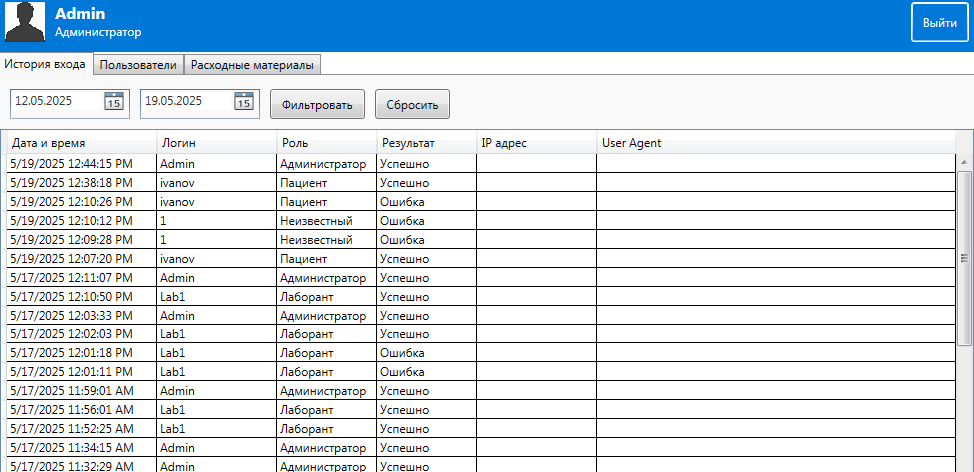 Admin
Администратор
Выйти
История входа Пользователи Расходные материалы
12.05.2025 15 19.05.2025 15 Фильтровать Сбросить
Дата и время Логин Роль Результат IP адрес User Agent
5/19/2025 12:44:15 PM Admin Администратор Успешно
5/19/2025 12:38:18 PM ivanov Пациент Успешно
5/19/2025 12:10:26 PM ivanov Пациент Ошибка
5/19/2025 12:10:12 PM 1 Неизвестный Ошибка
5/19/2025 12:09:28 PM 1 Неизвестный Ошибка
5/19/2025 12:07:20 PM ivanov Пациент Успешно
5/17/2025 12:11:07 PM Admin Администратор Успешно
5/17/2025 12:10:50 PM Lab1 Лаборант Успешно
5/17/2025 12:03:33 PM Admin Администратор Успешно
5/17/2025 12:02:03 PM Lab1 Лаборант Успешно
5/17/2025 12:01:18 PM Lab1 Лаборант Ошибка
5/17/2025 12:01:11 PM Lab1 Лаборант Ошибка
5/17/2025 11:59:01 AM Admin Администратор Успешно
5/17/2025 11:56:01 AM Lab1 Лаборант Успешно
5/17/2025 11:52:25 AM Lab1 Лаборант Успешно
5/17/2025 11:34:15 AM Admin Администратор Успешно
5/17/2025 11:32:29 AM Admin Администратор Успешно